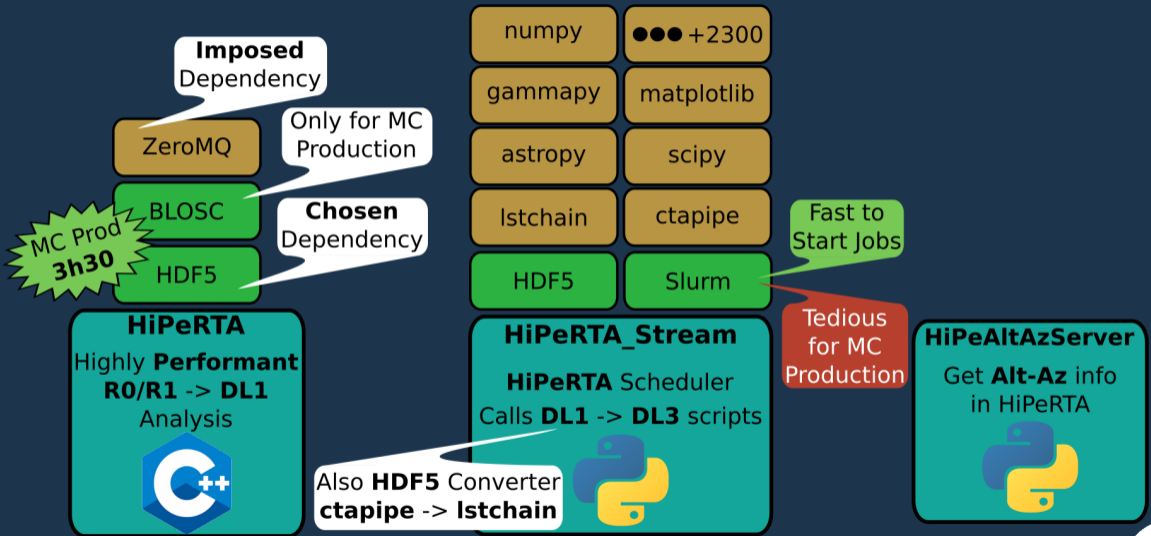 Imposed
Dependency
ZeroMQ
Only for MC
Production
BLOSC
Chosen
Dependency
MC Prod
3h30
HDF5
HiPeRTA
Highly Performant
R0/R1 -> DL1
Analysis
C++
numpy
●●● +2300
gammapy
matplotlib
astropy
scipy
lstchain
ctapipe
HDF5
Slurm
Fast to
Start Jobs
Tedious
for MC
Production
HiPeRTA_Stream
HiPeRTA Scheduler
Calls DL1 -> DL3 scripts
Also HDF5 Converter
ctapipe -> lstchain
HiPeAltAzServer
Get Alt-Az info
in HiPeRTA